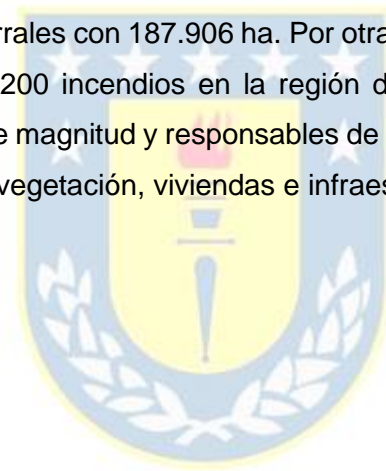 rrales con 187.906 ha. Por otra
200 incendios en la región d
e magnitud y responsables de
vegetación, viviendas e infraes